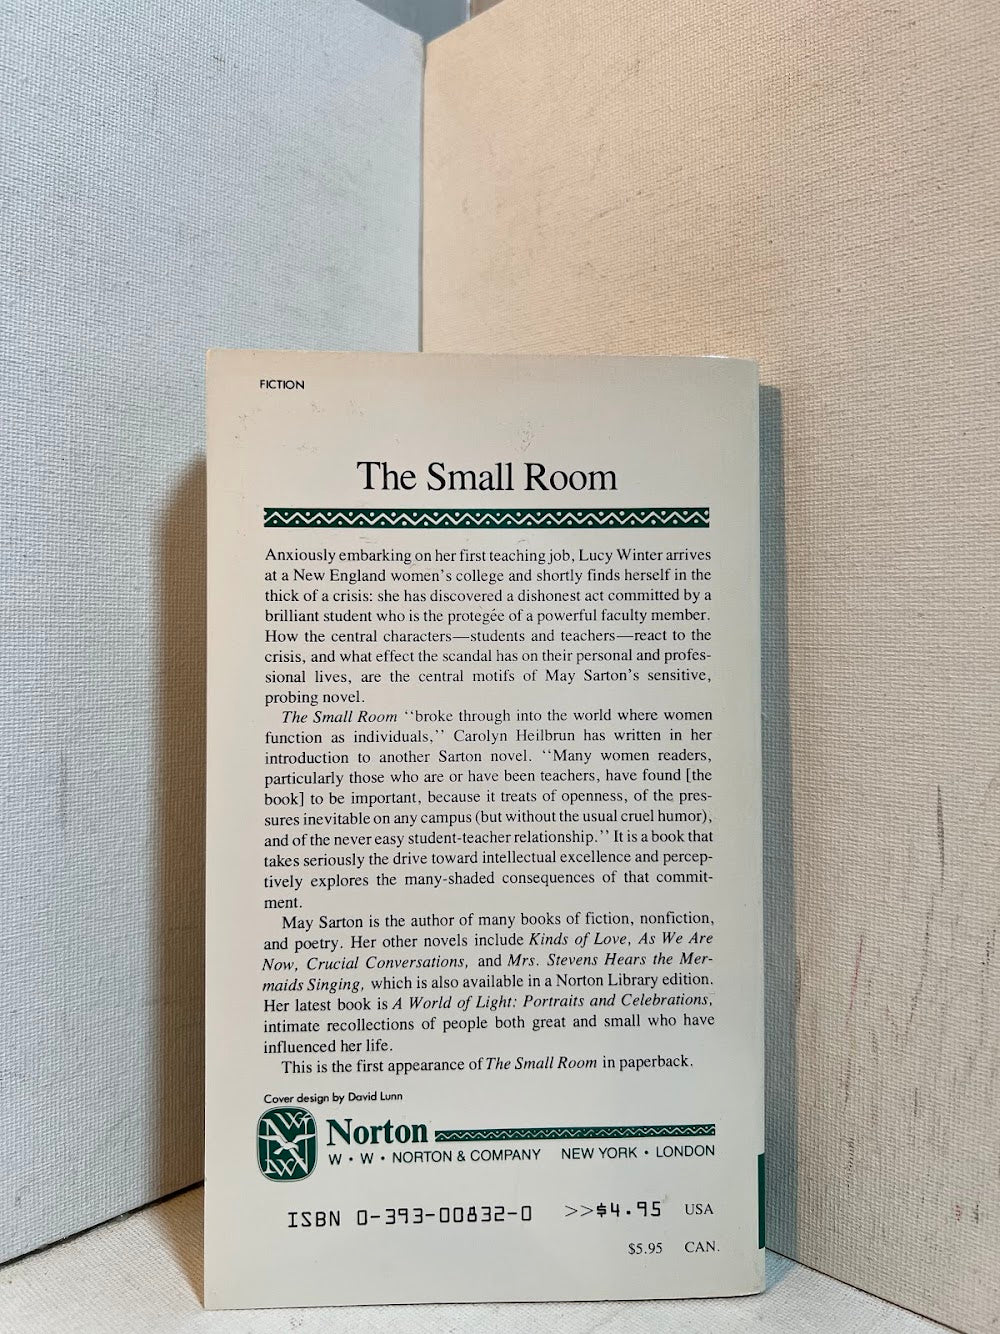 FICTION
The Small Room
Anxiously embarking on her first teaching job, Lucy Winter arrives
at a New England women's college and shortly finds herself in the
thick of a crisis: she has discovered a dishonest act committed by a
brilliant student who is the protegée of a powerful faculty member.
How the central characters—students and teachers—react to the
crisis, and what effect the scandal has on their personal and profes-
sional lives, are the central motifs of May Sarton's sensitive,
probing novel.
The Small Room ‘‘broke through into the world where women
function as individuals,’’ Carolyn Heilbrun has written in her
introduction to another Sarton novel. ‘‘Many women readers,
particularly those who are or have been teachers, have found [the
book] to be important, because it treats of openness, of the pres-
sures inevitable on any campus (but without the usual cruel humor),
and of the never easy student-teacher relationship.’’ It is a book that
takes seriously the drive toward intellectual excellence and percep-
tively explores the many-shaded consequences of that commit-
ment.
May Sarton is the author of many books of fiction, nonfiction,
and poetry. Her other novels include Kinds of Love, As We Are
Now, Crucial Conversations, and Mrs. Stevens Hears the Mer-
maids Singing, which is also available in a Norton Library edition.
Her latest book is A World of Light: Portraits and Celebrations,
intimate recollections of people both great and small who have
influenced her life.
This is the first appearance of The Small Room in paperback.
Cover design by David Lunn
Norton
W • W • NORTON & COMPANY NEW YORK • LONDON
ISBN 0-393-00832-0 >>$4.95 USA
$5.95 CAN.